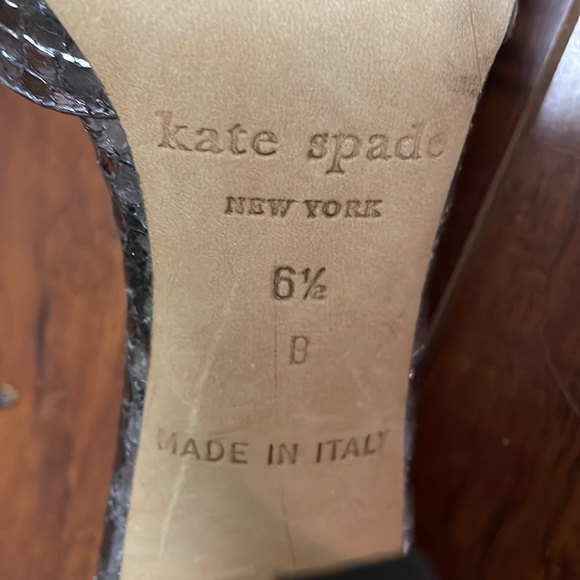 kate spade
NEW YORK
6½
B
MADE IN ITALY